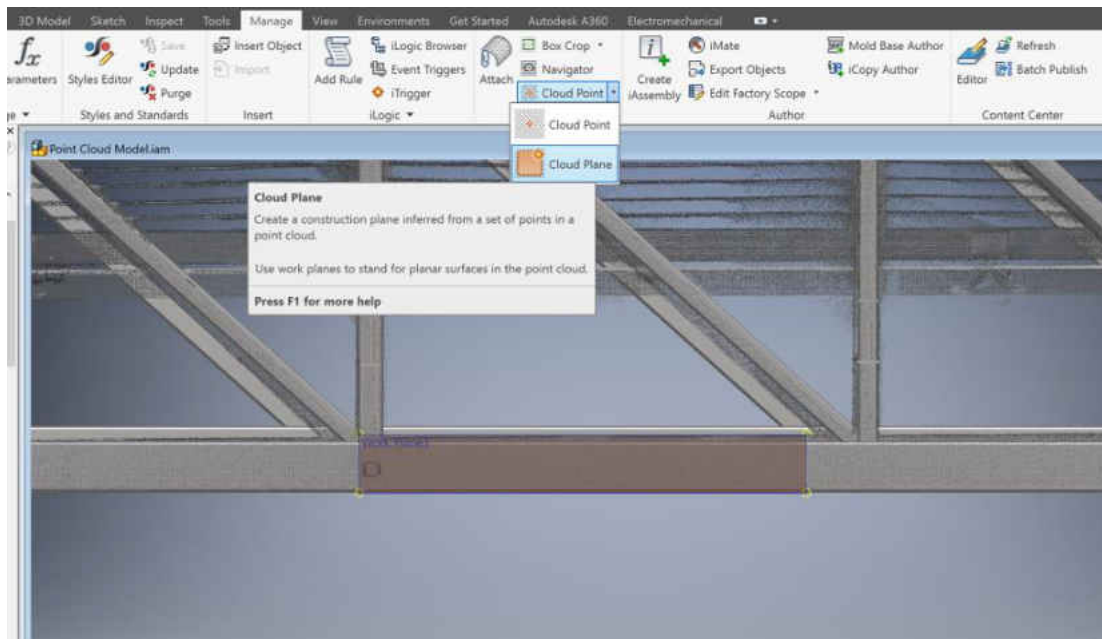 3D Model Sketch Inspect Tools Manage View Environments Get Started Autodesk A360 Electromechanical
fx
Save
Insert Object
iLogic Browser
Box Crop
iMate
Mold Base Author
Refresh
Update
Import
Event Triggers
Navigator
Export Objects
iCopy Author
Batch Publish
arameters Styles Editor
Purge
Add Rule
iTrigger
Attach
Cloud Point
Create
iAssembly
Edit Factory Scope
Editor
Styles and Standards Insert iLogic Author Content Center
Cloud Point
Cloud Plane
Point Cloud Model.iam
Cloud Plane
Create a construction plane inferred from a set of points in a
point cloud.
Use work planes to stand for planar surfaces in the point cloud.
Press F1 for more help